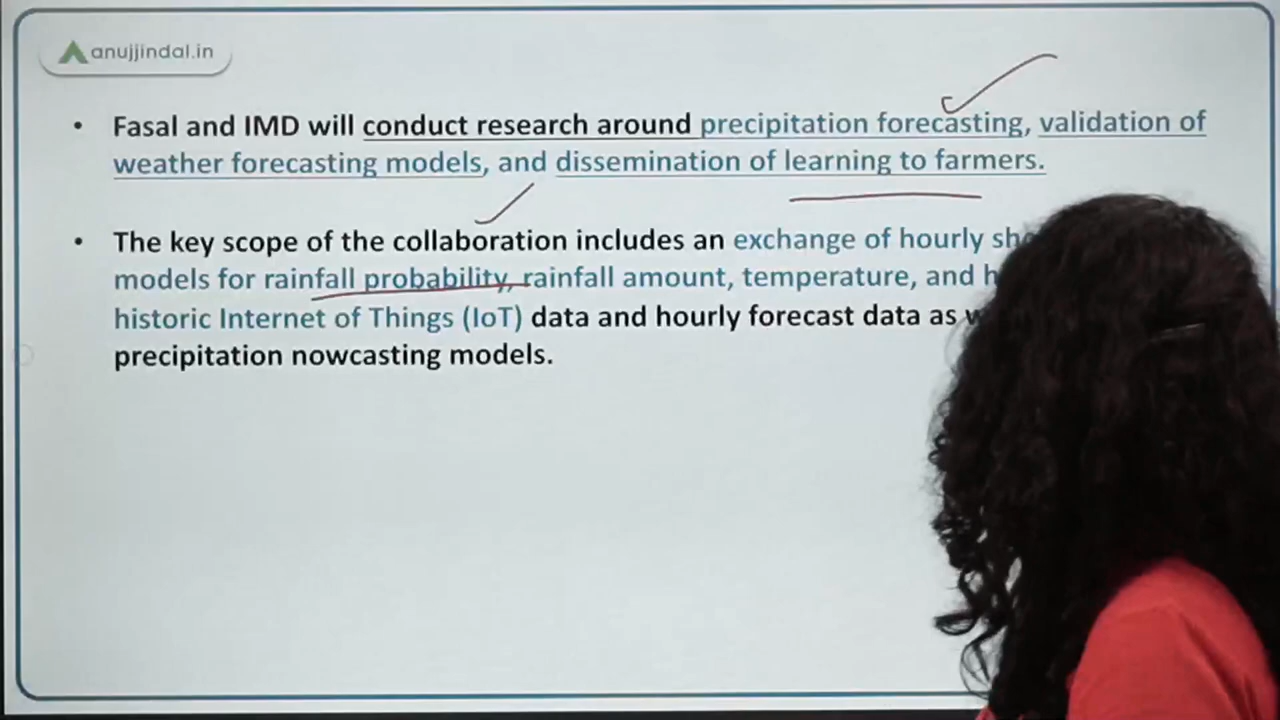 anujjindal.in
• Fasal and IMD will conduct research around precipitation forecasting, validation of
weather forecasting models, and dissemination of learning to farmers.
• The key scope of the collaboration includes an exchange of hourly
models for rainfall probability, rainfall amount, temperature, and
historic Internet of Things (IoT) data and hourly forecast data as
precipitation nowcasting models.